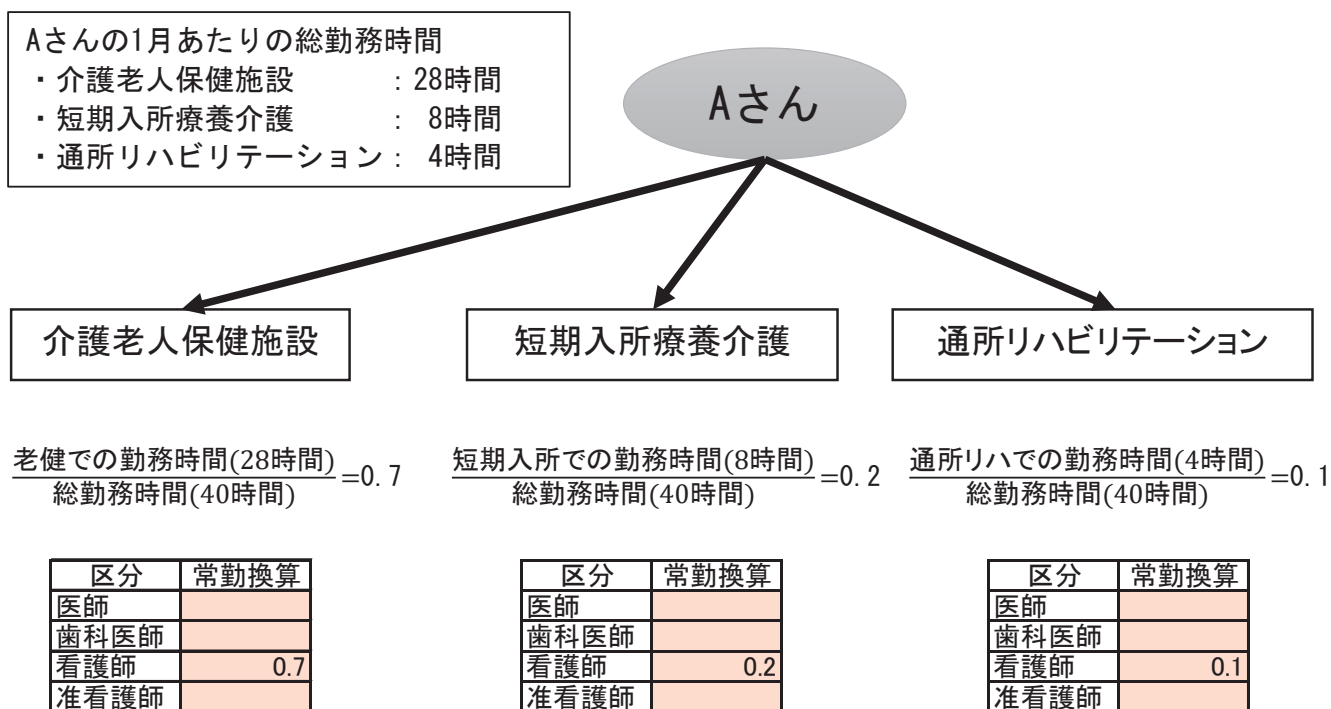 Aさんの1月あたりの総勤務時間
・介護老人保健施設　　　：28時間
・短期入所療養介護　　　：　8時間
・通所リハビリテーション：　4時間
Aさん
介護老人保健施設
短期入所療養介護
通所リハビリテーション
老健での勤務時間(28時間)
総勤務時間(40時間)
=0.7
短期入所での勤務時間(8時間)
総勤務時間(40時間)
=0.2
通所リハでの勤務時間(4時間)
総勤務時間(40時間)
=0.1
区分 常勤換算
医師
歯科医師
看護師 0.7
准看護師
区分 常勤換算
医師
歯科医師
看護師 0.2
准看護師
区分 常勤換算
医師
歯科医師
看護師 0.1
准看護師